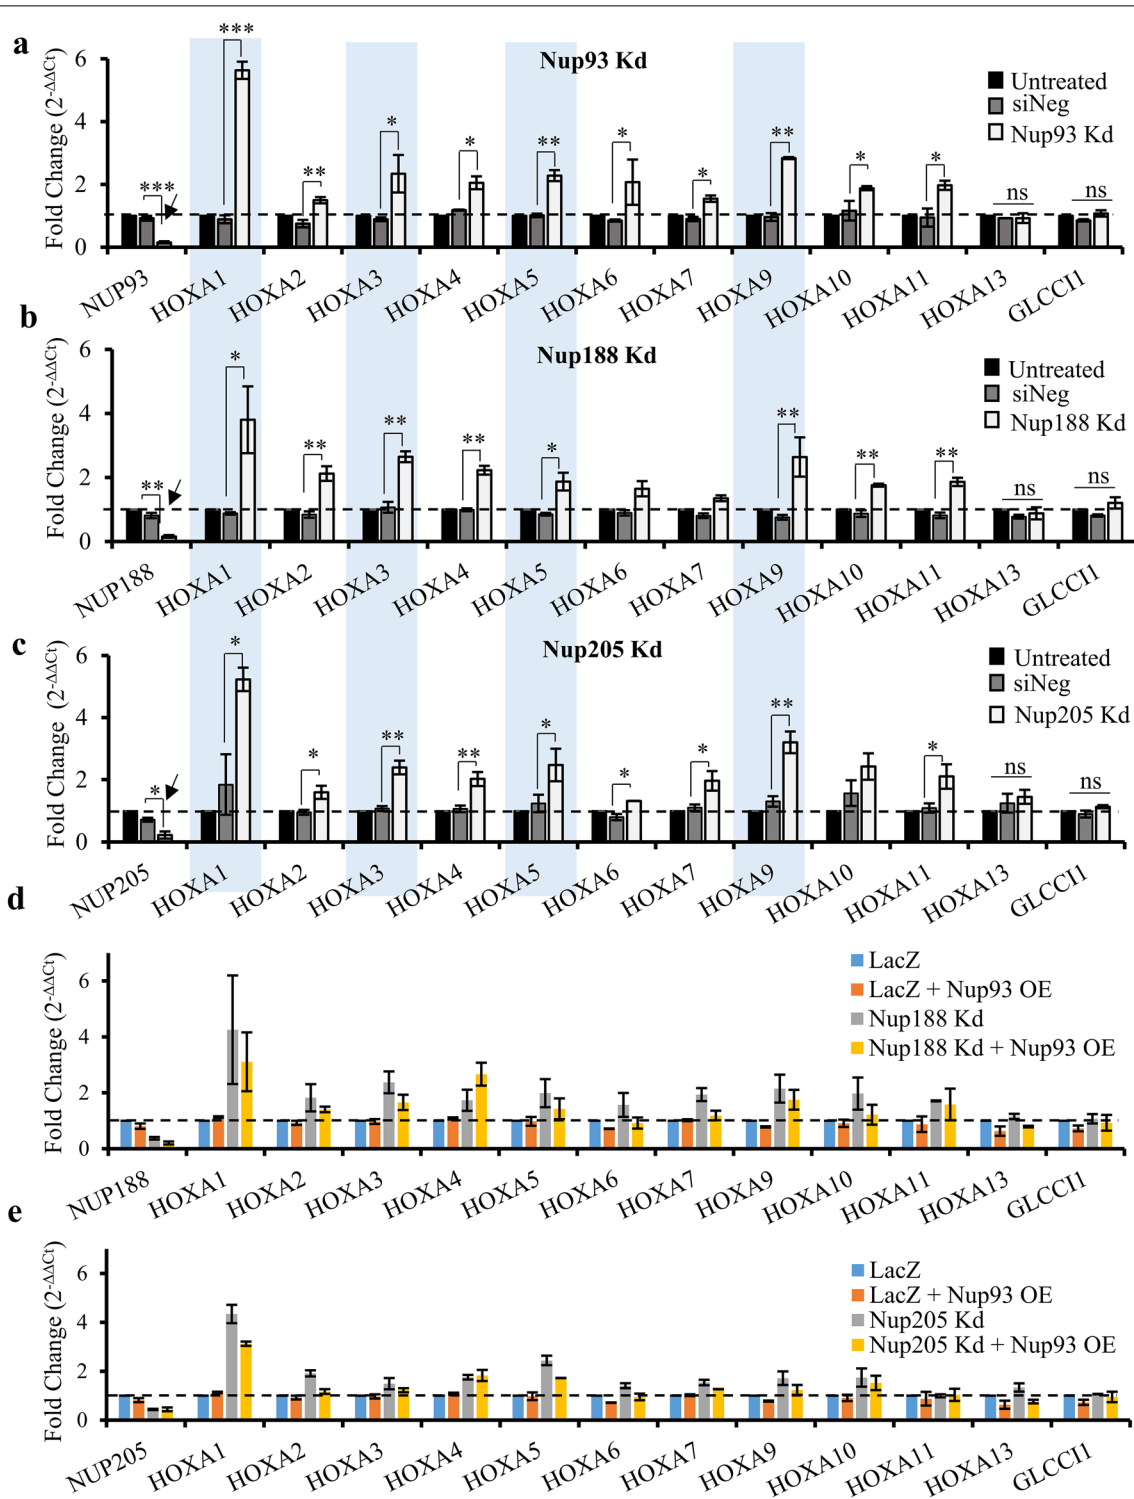 a
Nup93 Kd
Fold Change (2-ΔΔCt)
6
4
2
0
Untreated
siNeg
Nup93 Kd
***
***
**
*
*
**
*
*
**
*
*
ns
ns
NUP93 HOXA1 HOXA2 HOXA3 HOXA4 HOXA5 HOXA6 HOXA7 HOXA9 HOXA10 HOXA11 HOXA13 GLCCI1
b
Nup188 Kd
Fold Change (2-ΔΔCt)
6
4
2
0
Untreated
siNeg
Nup188 Kd
**
*
**
**
**
*
**
**
**
ns
ns
NUP188 HOXA1 HOXA2 HOXA3 HOXA4 HOXA5 HOXA6 HOXA7 HOXA9 HOXA10 HOXA11 HOXA13 GLCCI1
c
Nup205 Kd
Fold Change (2-ΔΔCt)
6
4
2
0
Untreated
siNeg
Nup205 Kd
*
*
*
**
**
*
*
*
**
*
ns
ns
NUP205 HOXA1 HOXA2 HOXA3 HOXA4 HOXA5 HOXA6 HOXA7 HOXA9 HOXA10 HOXA11 HOXA13 GLCCI1
d
Fold Change (2-ΔΔCt)
6
4
2
0
LacZ
LacZ + Nup93 OE
Nup188 Kd
Nup188 Kd + Nup93 OE
NUP188 HOXA1 HOXA2 HOXA3 HOXA4 HOXA5 HOXA6 HOXA7 HOXA9 HOXA10 HOXA11 HOXA13 GLCCI1
e
Fold Change (2-ΔΔCt)
6
4
2
0
LacZ
LacZ + Nup93 OE
Nup205 Kd
Nup205 Kd + Nup93 OE
NUP205 HOXA1 HOXA2 HOXA3 HOXA4 HOXA5 HOXA6 HOXA7 HOXA9 HOXA10 HOXA11 HOXA13 GLCCI1